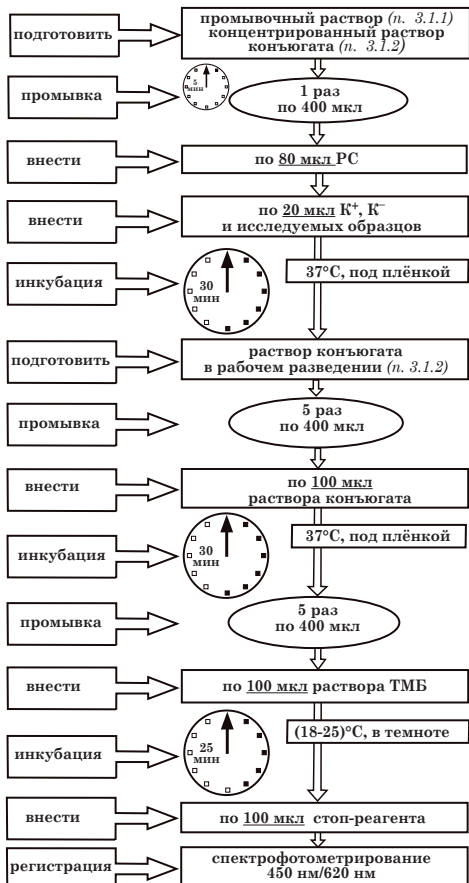 подготовить
промывочный раствор (п. 3.1.1)
концентрированный раствор
конъюгата (п. 3.1.2)
промывка
5
мин
1 раз
по 400 мкл
внести
по 80 мкл РС
внести
по 20 мкл К⁺, К⁻
и исследуемых образцов
инкубация
30
мин
37°С, под плёнкой
подготовить
раствор конъюгата
в рабочем разведении (п. 3.1.2)
промывка
5 раз
по 400 мкл
внести
по 100 мкл
раствора конъюгата
инкубация
30
мин
37°С, под плёнкой
промывка
5 раз
по 400 мкл
внести
по 100 мкл раствора ТМБ
инкубация
25
мин
(18-25)°С, в темноте
внести
по 100 мкл стоп-реагента
регистрация
спектрофотометрирование
450 нм/620 нм